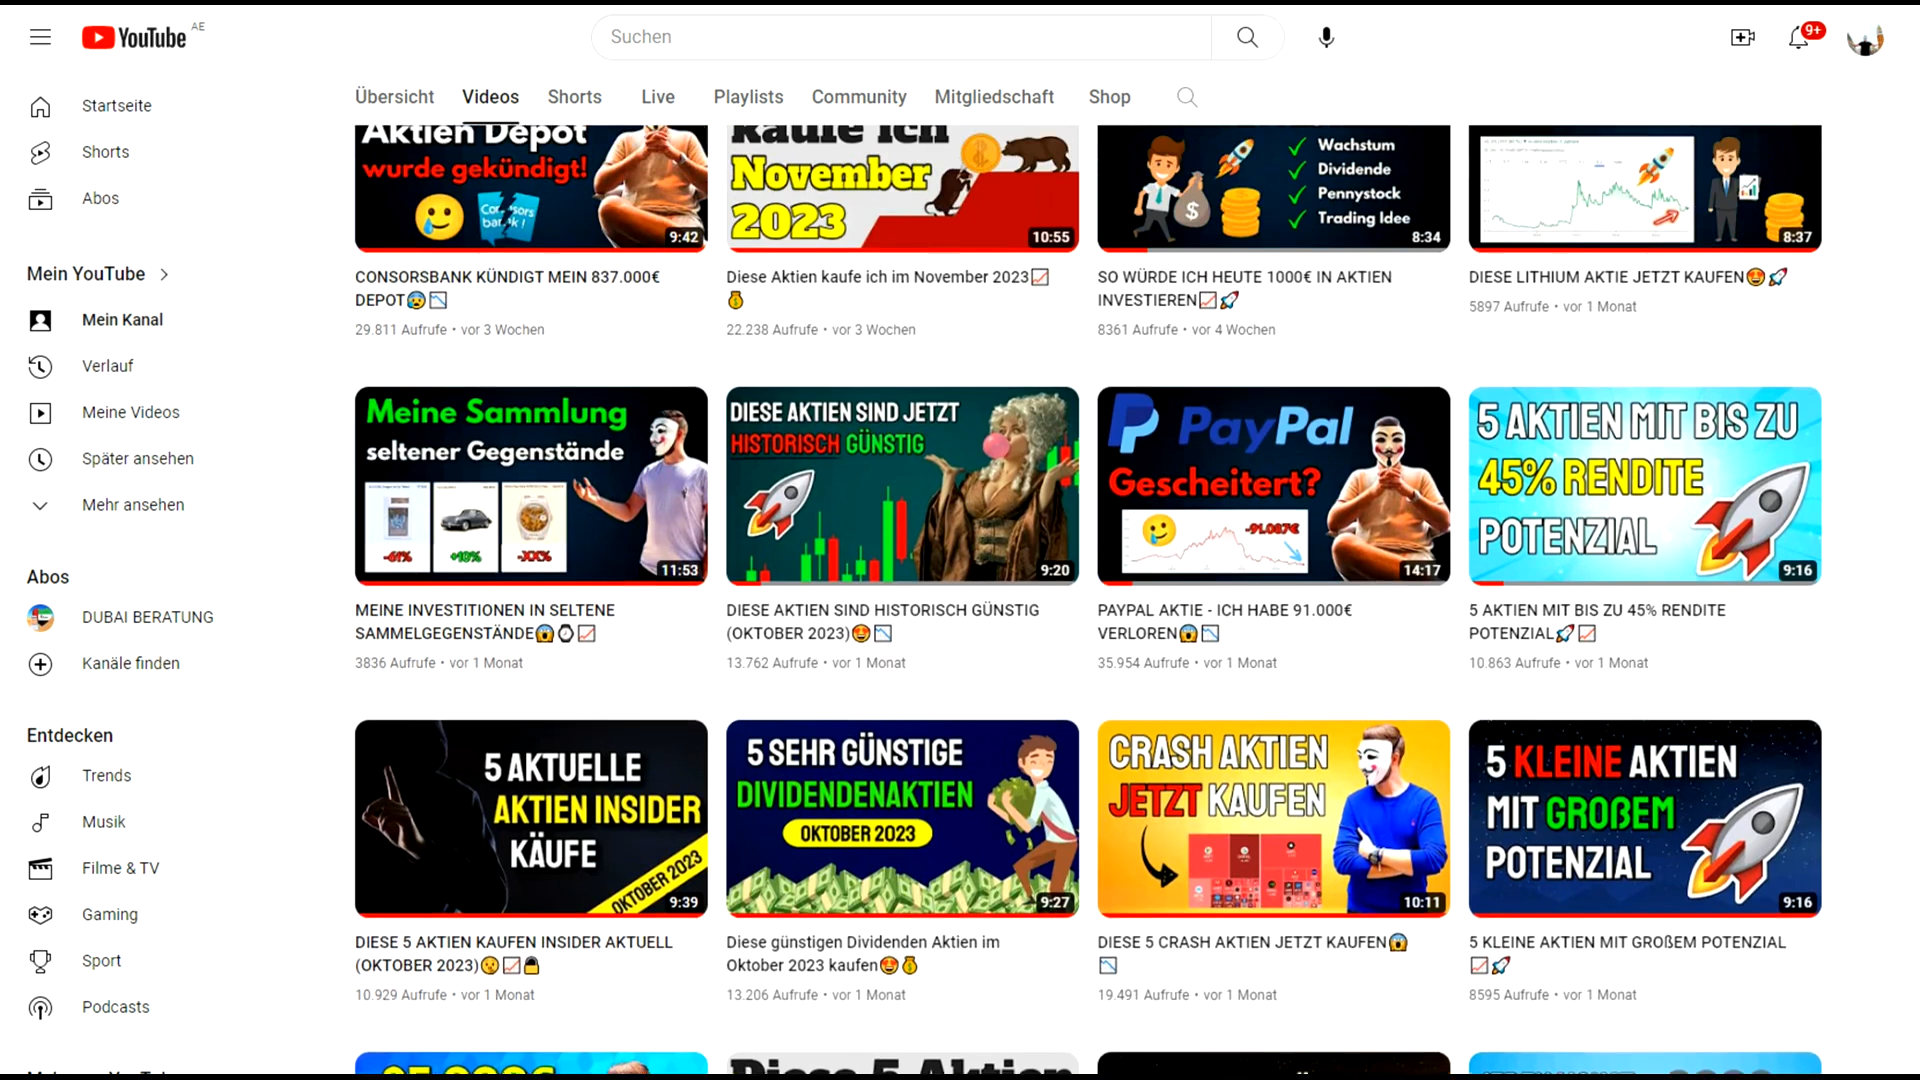 YouTube AE
Suchen
9+
Startseite
Shorts
Abos
Mein YouTube
Mein Kanal
Verlauf
Meine Videos
Später ansehen
Mehr ansehen
Abos
DUBAI BERATUNG
Kanäle finden
Entdecken
Trends
Musik
Filme & TV
Gaming
Sport
Podcasts
Übersicht Videos Shorts Live Playlists Community Mitgliedschaft Shop
Aktien Depot
wurde gekündigt!
Consorsbank!
9:42
CONSORSBANK KÜNDIGT MEIN 837.000€
DEPOT😰📉
29.811 Aufrufe • vor 3 Wochen
kaufe ich
November
2023
10:55
Diese Aktien kaufe ich im November 2023📈
💰
22.238 Aufrufe • vor 3 Wochen
✓ Wachstum
✓ Dividende
✓ Pennystock
✓ Trading Idee
$
8:34
SO WÜRDE ICH HEUTE 1000€ IN AKTIEN
INVESTIEREN📈🚀
8361 Aufrufe • vor 4 Wochen
8:37
DIESE LITHIUM AKTIE JETZT KAUFEN🤩🚀
5897 Aufrufe • vor 1 Monat
Meine Sammlung
seltener Gegenstände
-61% +18% -XX%
11:53
MEINE INVESTITIONEN IN SELTENE
SAMMELGEGENSTÄNDE😱⌚📈
3836 Aufrufe • vor 1 Monat
DIESE AKTIEN SIND JETZT
HISTORISCH GÜNSTIG
9:20
DIESE AKTIEN SIND HISTORISCH GÜNSTIG
(OKTOBER 2023)🤩📉
13.762 Aufrufe • vor 1 Monat
PayPal
Gescheitert?
-91.087€
14:17
PAYPAL AKTIE - ICH HABE 91.000€
VERLOREN😱📉
35.954 Aufrufe • vor 1 Monat
5 AKTIEN MIT BIS ZU
45% RENDITE
POTENZIAL
9:16
5 AKTIEN MIT BIS ZU 45% RENDITE
POTENZIAL🚀📈
10.863 Aufrufe • vor 1 Monat
5 AKTUELLE
AKTIEN INSIDER
KÄUFE
OKTOBER 2023
9:39
DIESE 5 AKTIEN KAUFEN INSIDER AKTUELL
(OKTOBER 2023)😮📈🔒
10.929 Aufrufe • vor 1 Monat
5 SEHR GÜNSTIGE
DIVIDENDENAKTIEN
OKTOBER 2023
9:27
Diese günstigen Dividenden Aktien im
Oktober 2023 kaufen🤩💰
13.206 Aufrufe • vor 1 Monat
CRASH AKTIEN
JETZT KAUFEN
10:11
DIESE 5 CRASH AKTIEN JETZT KAUFEN😱
📉
19.491 Aufrufe • vor 1 Monat
5 KLEINE AKTIEN
MIT GROẞEM
POTENZIAL
9:16
5 KLEINE AKTIEN MIT GROßEM POTENZIAL
📈🚀
8595 Aufrufe • vor 1 Monat
Diese 5 Aktien